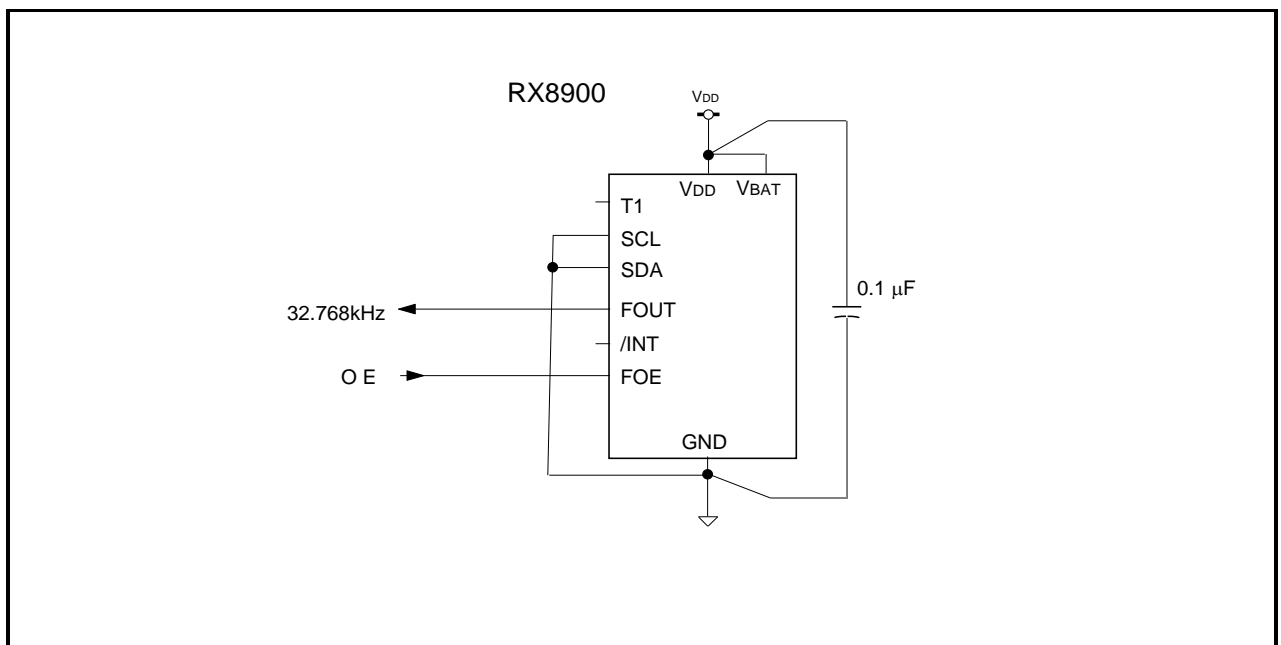 RX8900
VDD
VDD VBAT
T1
SCL
SDA
0.1 μF
32.768kHz FOUT
/INT
O E FOE
GND